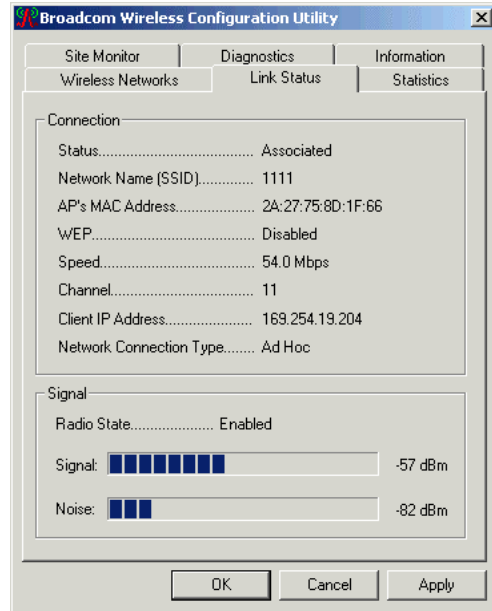 Broadcom Wireless Configuration Utility
Site Monitor Diagnostics Information
Wireless Networks Link Status Statistics
Connection
Status.................................. Associated
Network Name (SSID)............. 1111
AP's MAC Address................... 2A:27:75:8D:1F:66
WEP..................................... Disabled
Speed................................... 54.0 Mbps
Channel................................. 11
Client IP Address..................... 169.254.19.204
Network Connection Type........ Ad Hoc
Signal
Radio State.................... Enabled
Signal: -57 dBm
Noise: -82 dBm
OK Cancel Apply